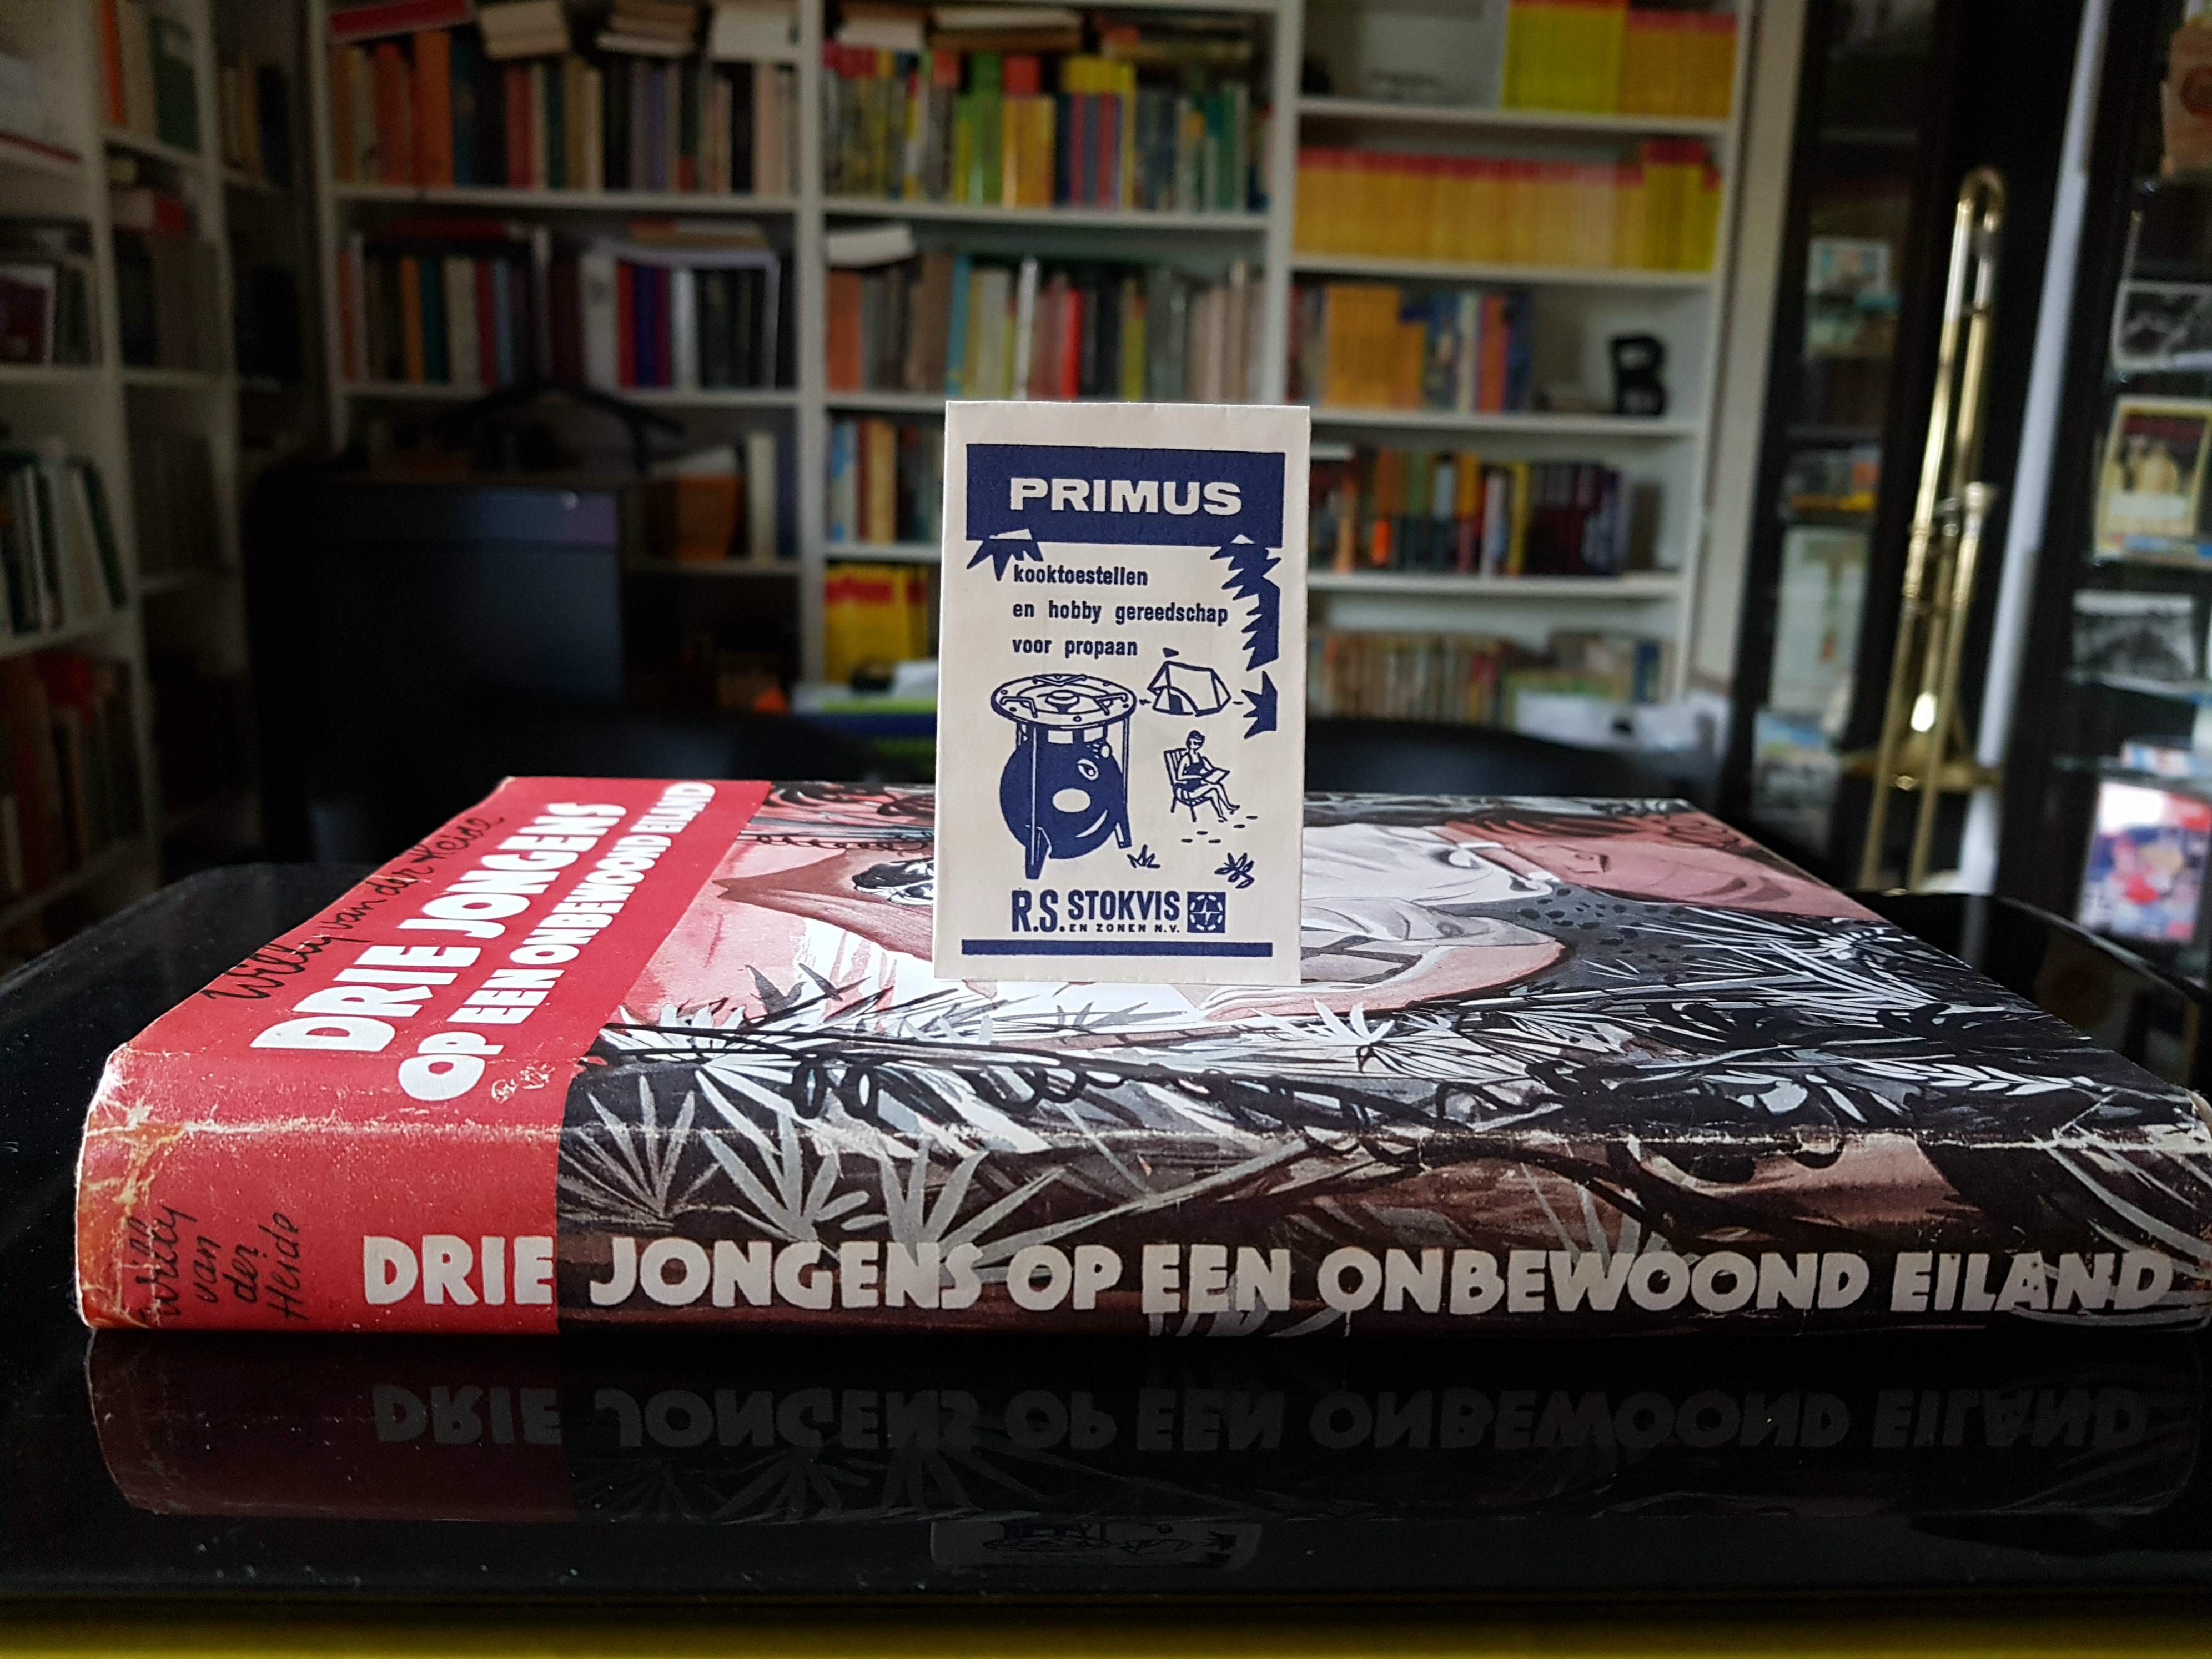 PRIMUS
kooktoestellen
en hobby gereedschap
voor propaan
R.S. STOKVIS
EN ZONEN N.V.
Willy van der Heide
DRIE JONGENS
OP EEN ONBEWOOND EILAND
Willy
van
der
Heide
DRIE JONGENS OP EEN ONBEWOOND EILAND
B